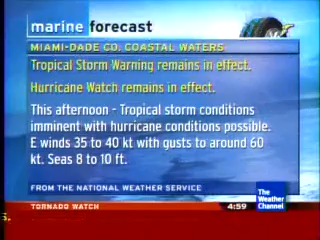 marine forecast
MIAMI-DADE CO. COASTAL WATERS
Tropical Storm Warning remains in effect.
Hurricane Watch remains in effect.
This afternoon - Tropical storm conditions
imminent with hurricane conditions possible.
E winds 35 to 40 kt with gusts to around 60
kt. Seas 8 to 10 ft.
FROM THE NATIONAL WEATHER SERVICE
The
Weather
Channel
TORNADO WATCH
4:59
s.